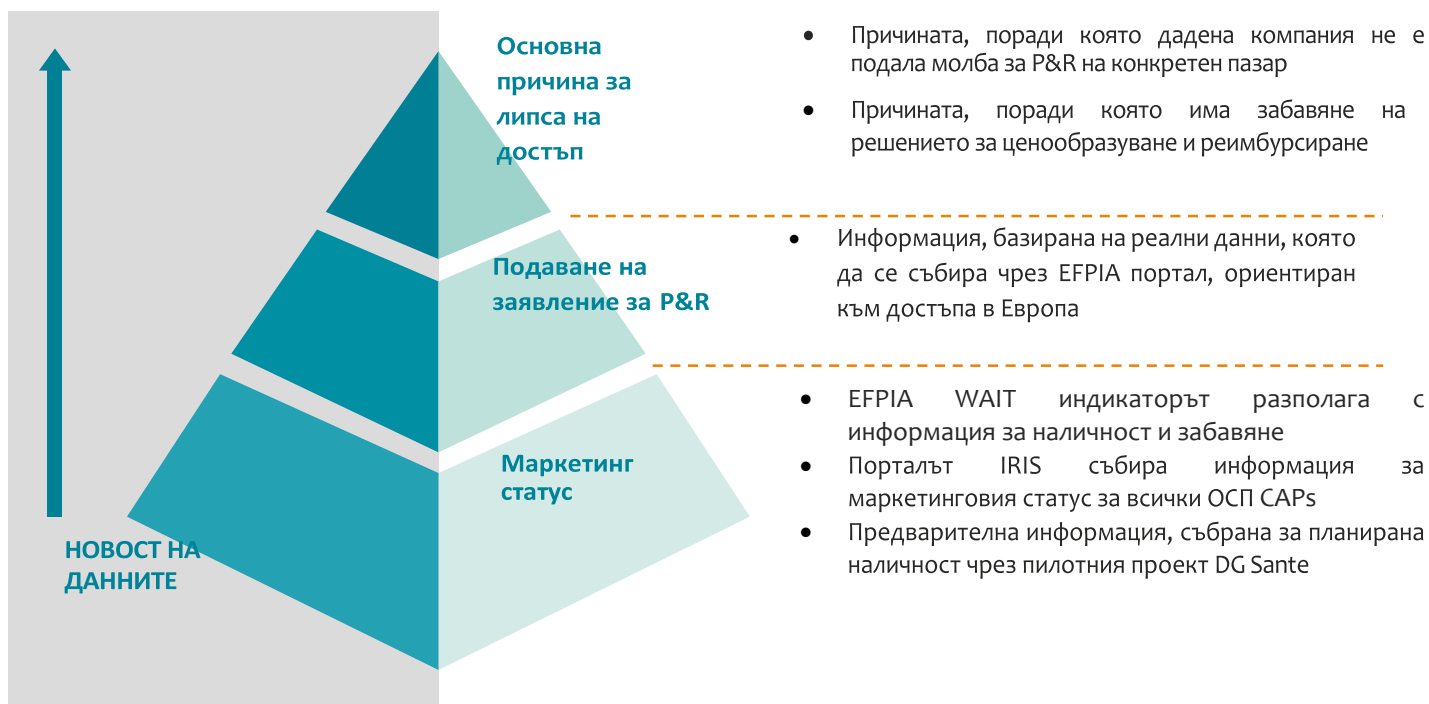 Основна
причина за
липса на
достъп
• Причината, поради която дадена компания не е
подала молба за P&R на конкретен пазар
• Причината, поради която има забавяне на
решението за ценообразуване и реимбурсиране
Подаване на
заявление за P&R
• Информация, базирана на реални данни, която
да се събира чрез EFPIA портал, ориентиран
към достъпа в Европа
Маркетинг
статус
• EFPIA WAIT индикаторът разполага с
информация за наличност и забавяне
• Порталът IRIS събира информация за
маркетинговия статус за всички ОСП CAPs
• Предварителна информация, събрана за планирана
наличност чрез пилотния проект DG Sante
НОВОСТ НА
ДАННИТЕ